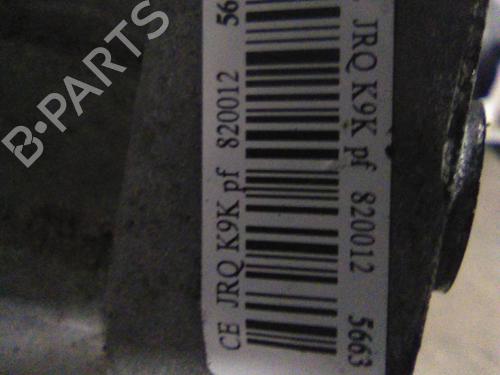 CE JRQ K9K pf 820012 56
JRQ K9K pf 820012 5663
B-PARTS